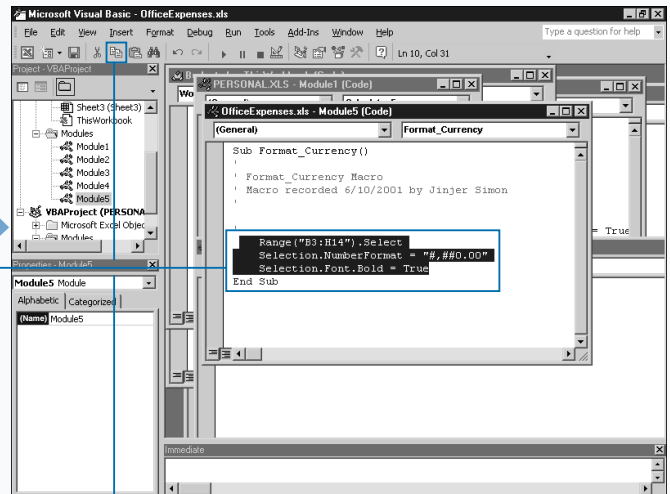 Microsoft Visual Basic - OfficeExpenses.xls
File Edit View Insert Format Debug Run Tools Add-Ins Window Help
Type a question for help
Ln 10, Col 31
Project - VBAProject
Sheet3 (Sheet3)
ThisWorkbook
Modules
Module1
Module2
Module3
Module4
Module5
VBAProject (PERSONA
Microsoft Excel Objec
Modules
Properties - Module5
Module5 Module
Alphabetic Categorized
(Name) Module5
PERSONAL.XLS - Module1 (Code)
OfficeExpenses.xls - Module5 (Code)
(General) Format_Currency
Sub Format_Currency()
'
' Format_Currency Macro
' Macro recorded 6/10/2001 by Jinjer Simon
'
'
Range("B3:H14").Select
Selection.NumberFormat = "#,##0.00"
Selection.Font.Bold = True
End Sub
= True
Immediate